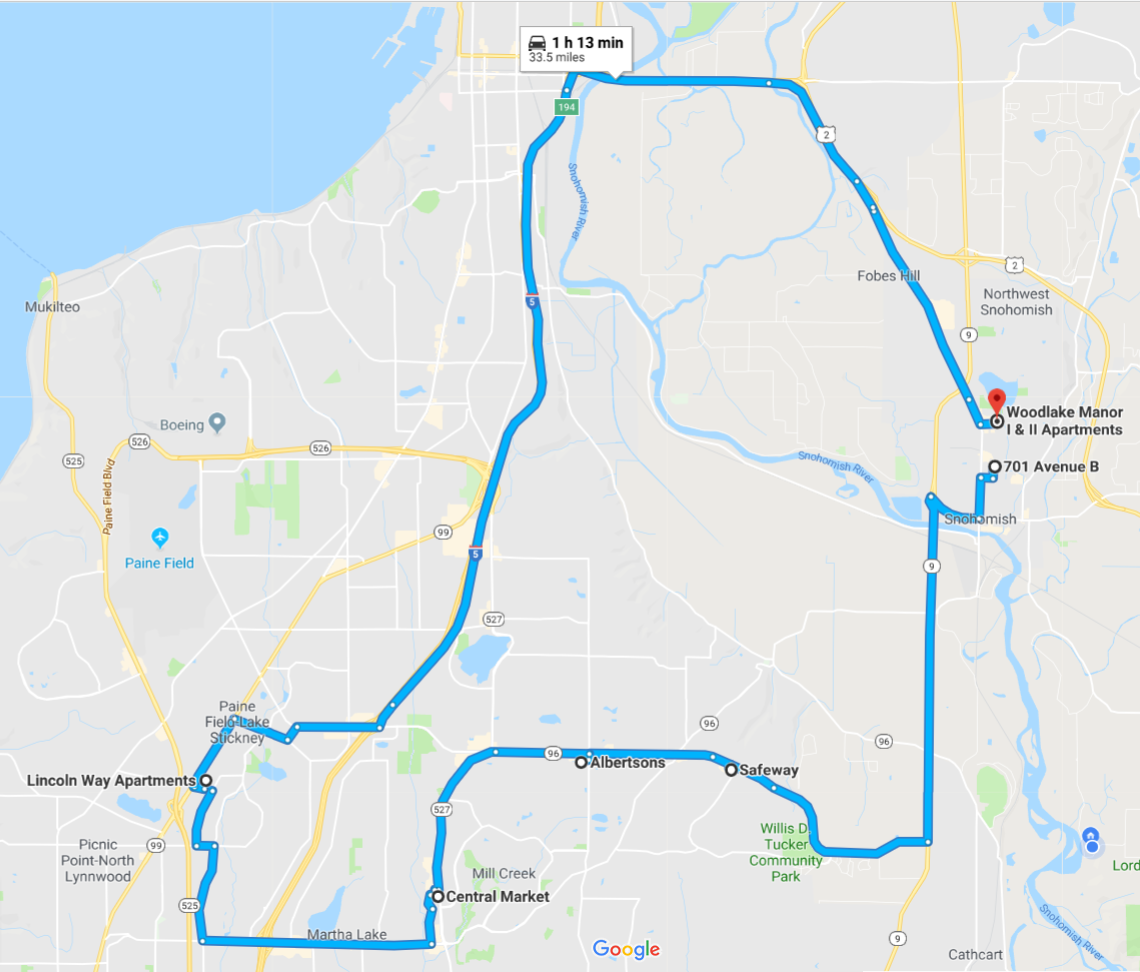 1 h 13 min
33.5 miles
194
2
Snohomish River
Fobes Hill
2
Mukilteo
5
Northwest
Snohomish
9
Woodlake Manor
I & II Apartments
Boeing
526
526
525
Paine Field Blvd
Snohomish River
701 Avenue B
99
Snohomish
Paine Field
5
9
527
Paine
Field-Lake
Stickney
96
96
96
Lincoln Way Apartments
Albertsons
Safeway
527
Willis D.
Tucker
Community
Park
Picnic
Point-North
Lynnwood
99
Mill Creek
Lord
Central Market
525
Martha Lake
Google
9
Cathcart
Snohomish River